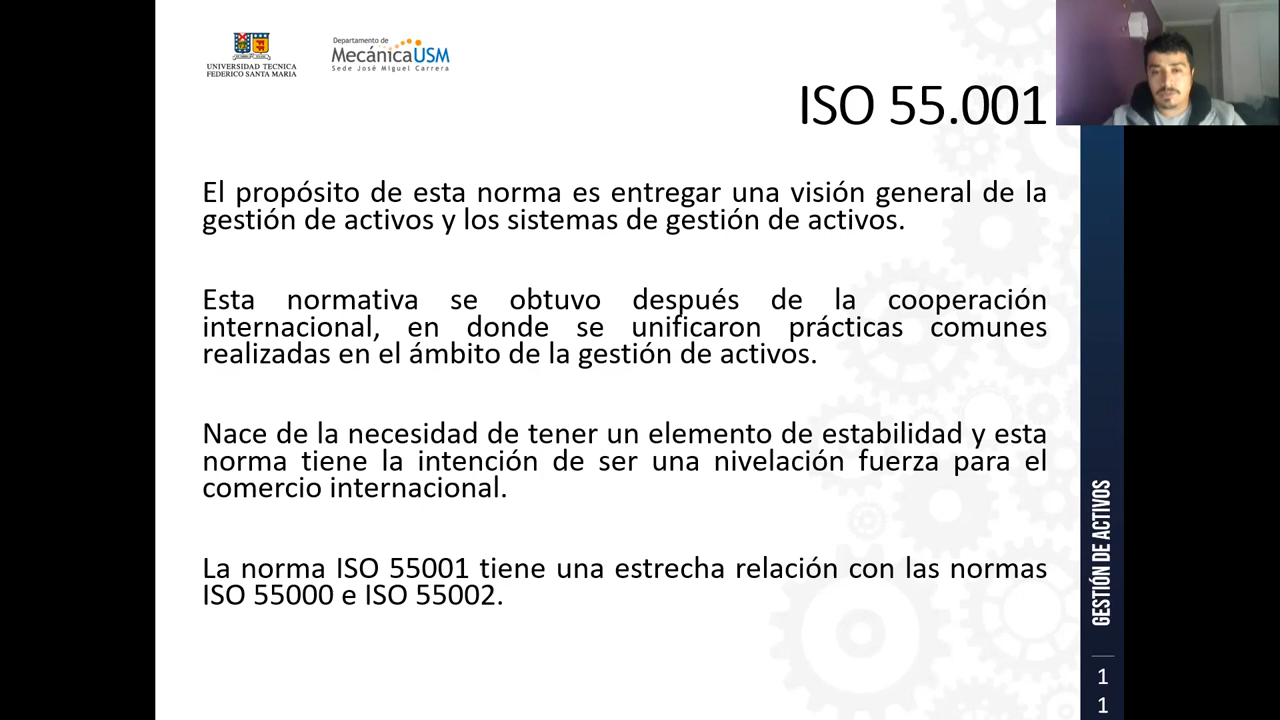 UNIVERSIDAD TECNICA
FEDERICO SANTA MARIA
Departamento de
MecánicaUSM
Sede José Miguel Carrera
ISO 55.001
El propósito de esta norma es entregar una visión general de la
gestión de activos y los sistemas de gestión de activos.
Esta normativa se obtuvo después de la cooperación
internacional, en donde se unificaron prácticas comunes
realizadas en el ámbito de la gestión de activos.
Nace de la necesidad de tener un elemento de estabilidad y esta
norma tiene la intención de ser una nivelación fuerza para el
comercio internacional.
La norma ISO 55001 tiene una estrecha relación con las normas
ISO 55000 e ISO 55002.
GESTIÓN DE ACTIVOS
1
1